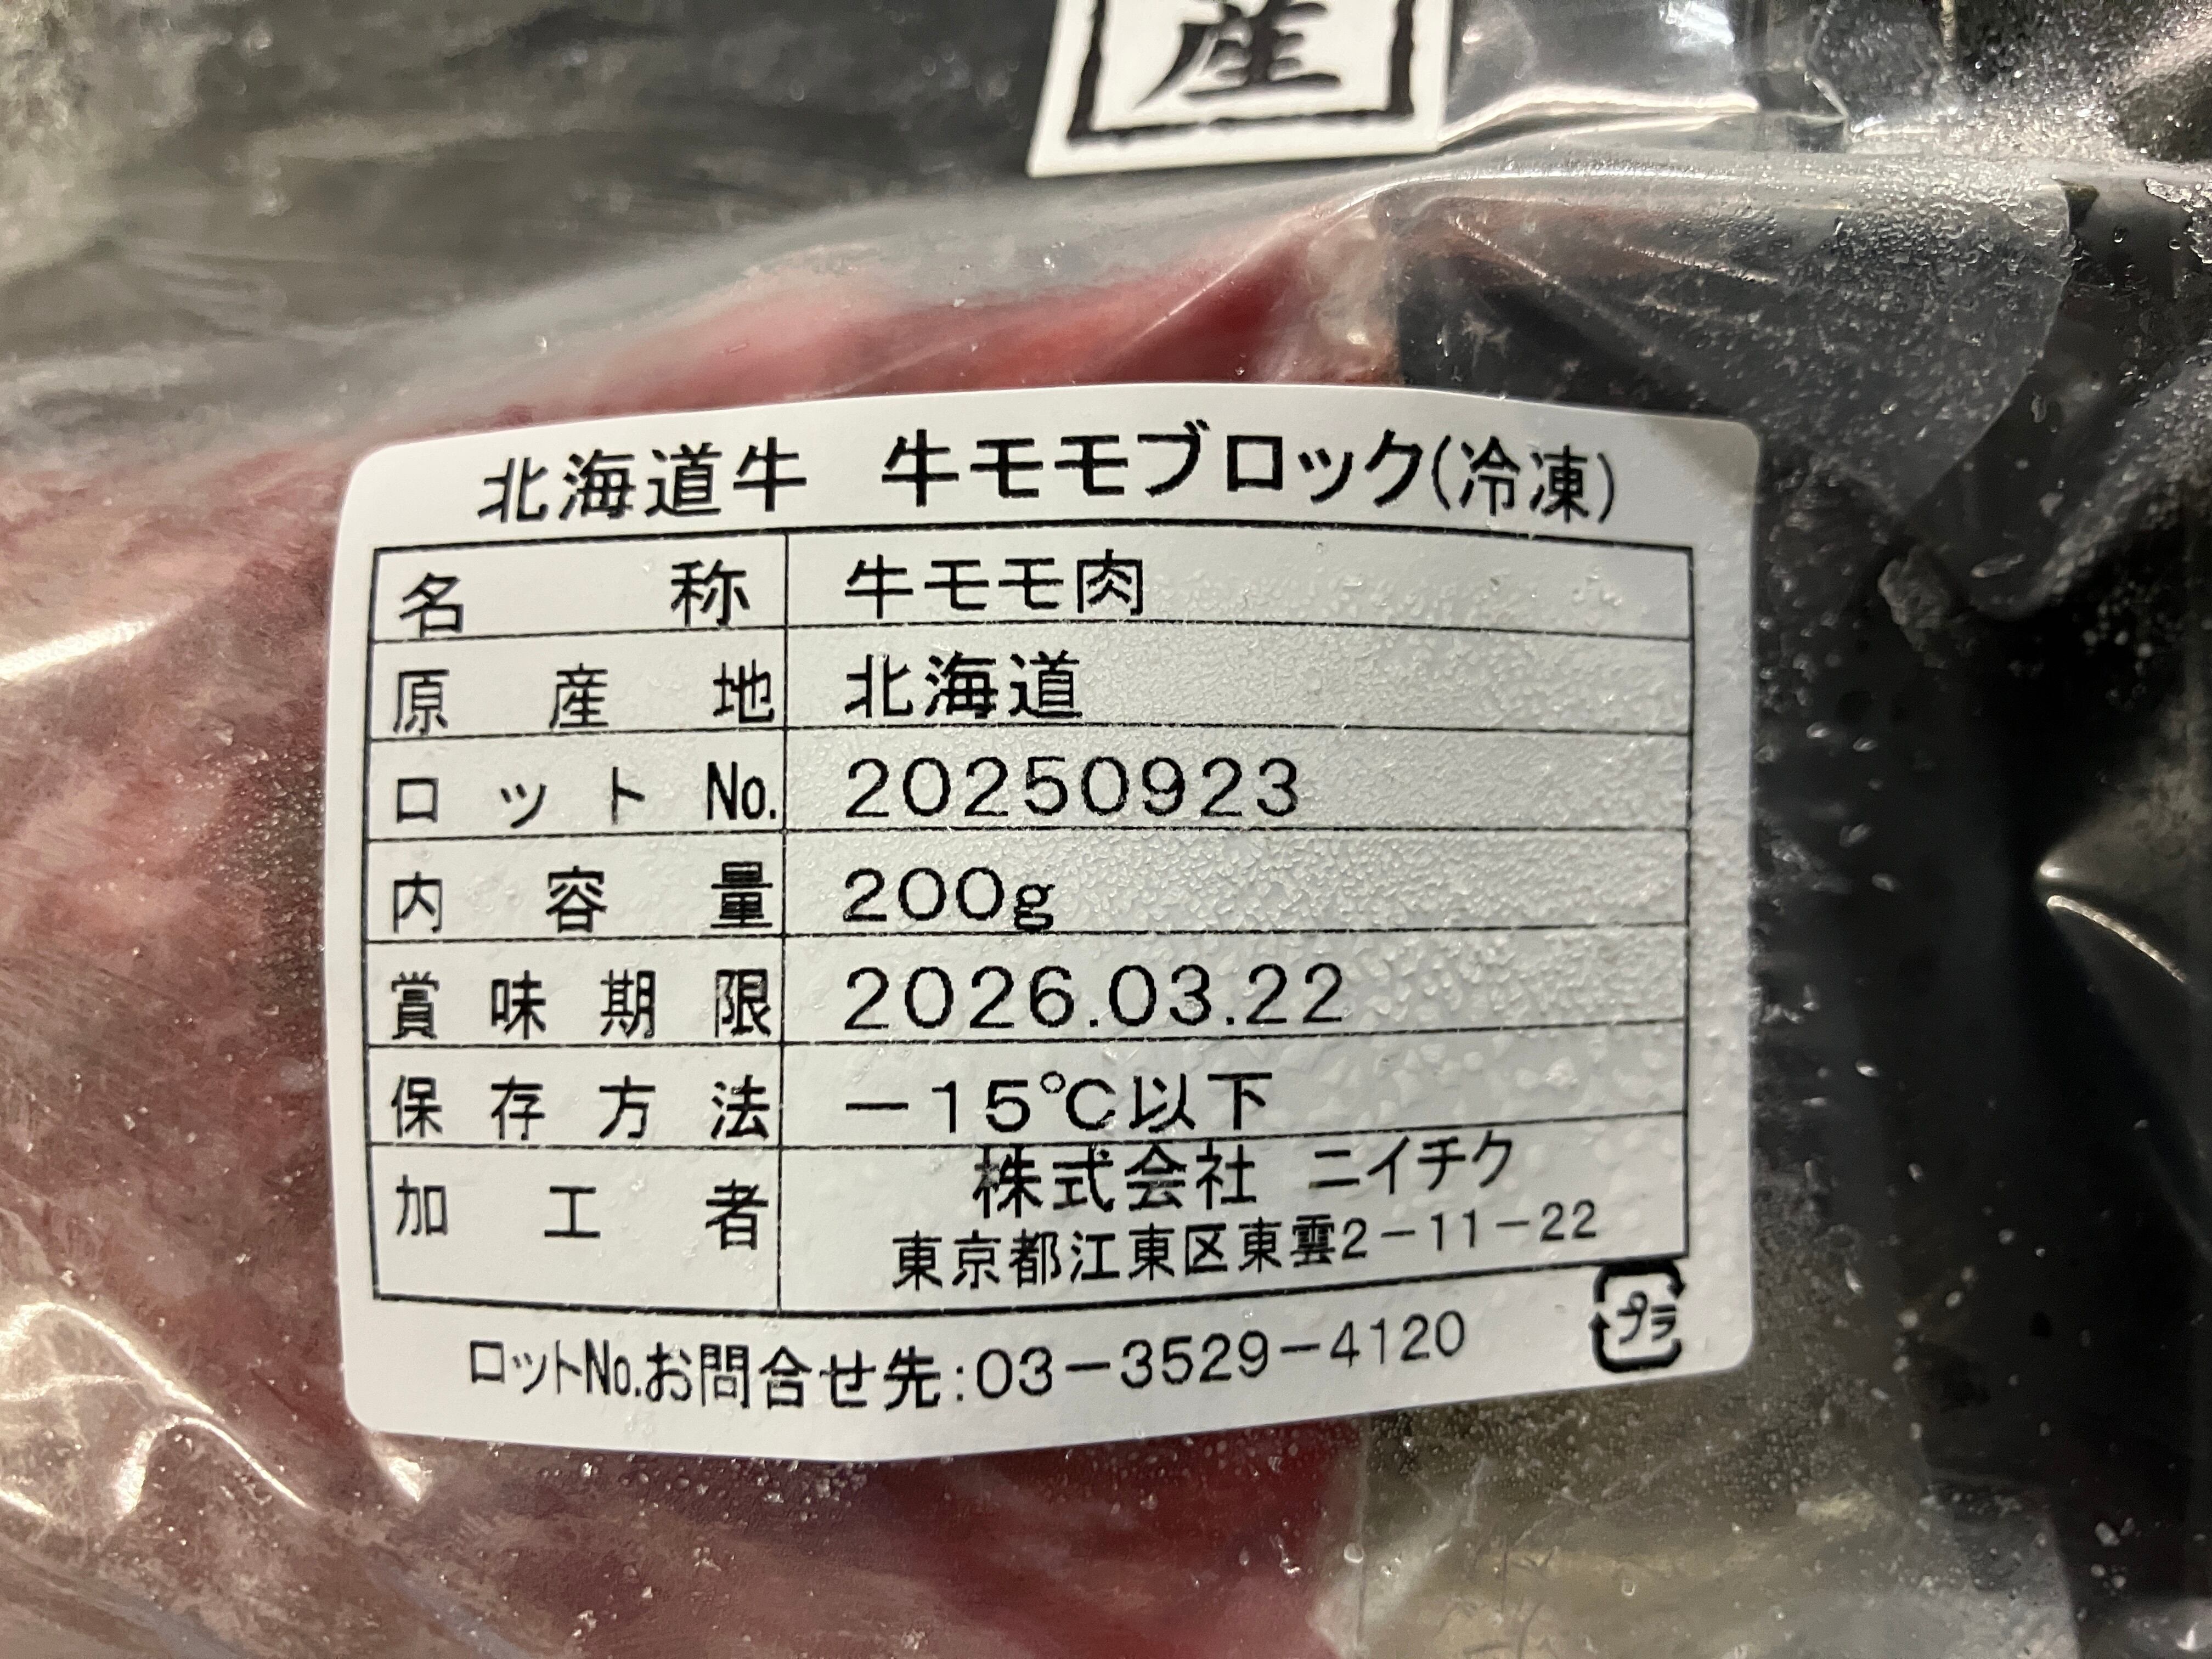 産
北海道牛 牛モモブロック(冷凍)
名称 牛モモ肉
原産地 北海道
ロットNo. 20250923
内容量 200g
賞味期限 2026.03.22
保存方法 －15℃以下
加工者 株式会社 ニイチク
東京都江東区東雲2－11－22
プラ
ロットNo.お問合せ先:03－3529－4120